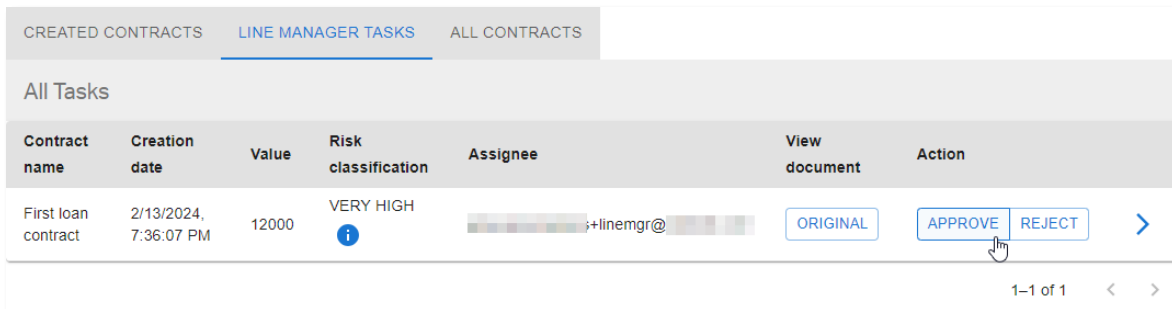 CREATED CONTRACTS LINE MANAGER TASKS ALL CONTRACTS
All Tasks
Contract name Creation date Value Risk classification Assignee View document Action
First loan contract 2/13/2024, 7:36:07 PM 12000 VERY HIGH +linemgr@ ORIGINAL APPROVE REJECT
1–1 of 1